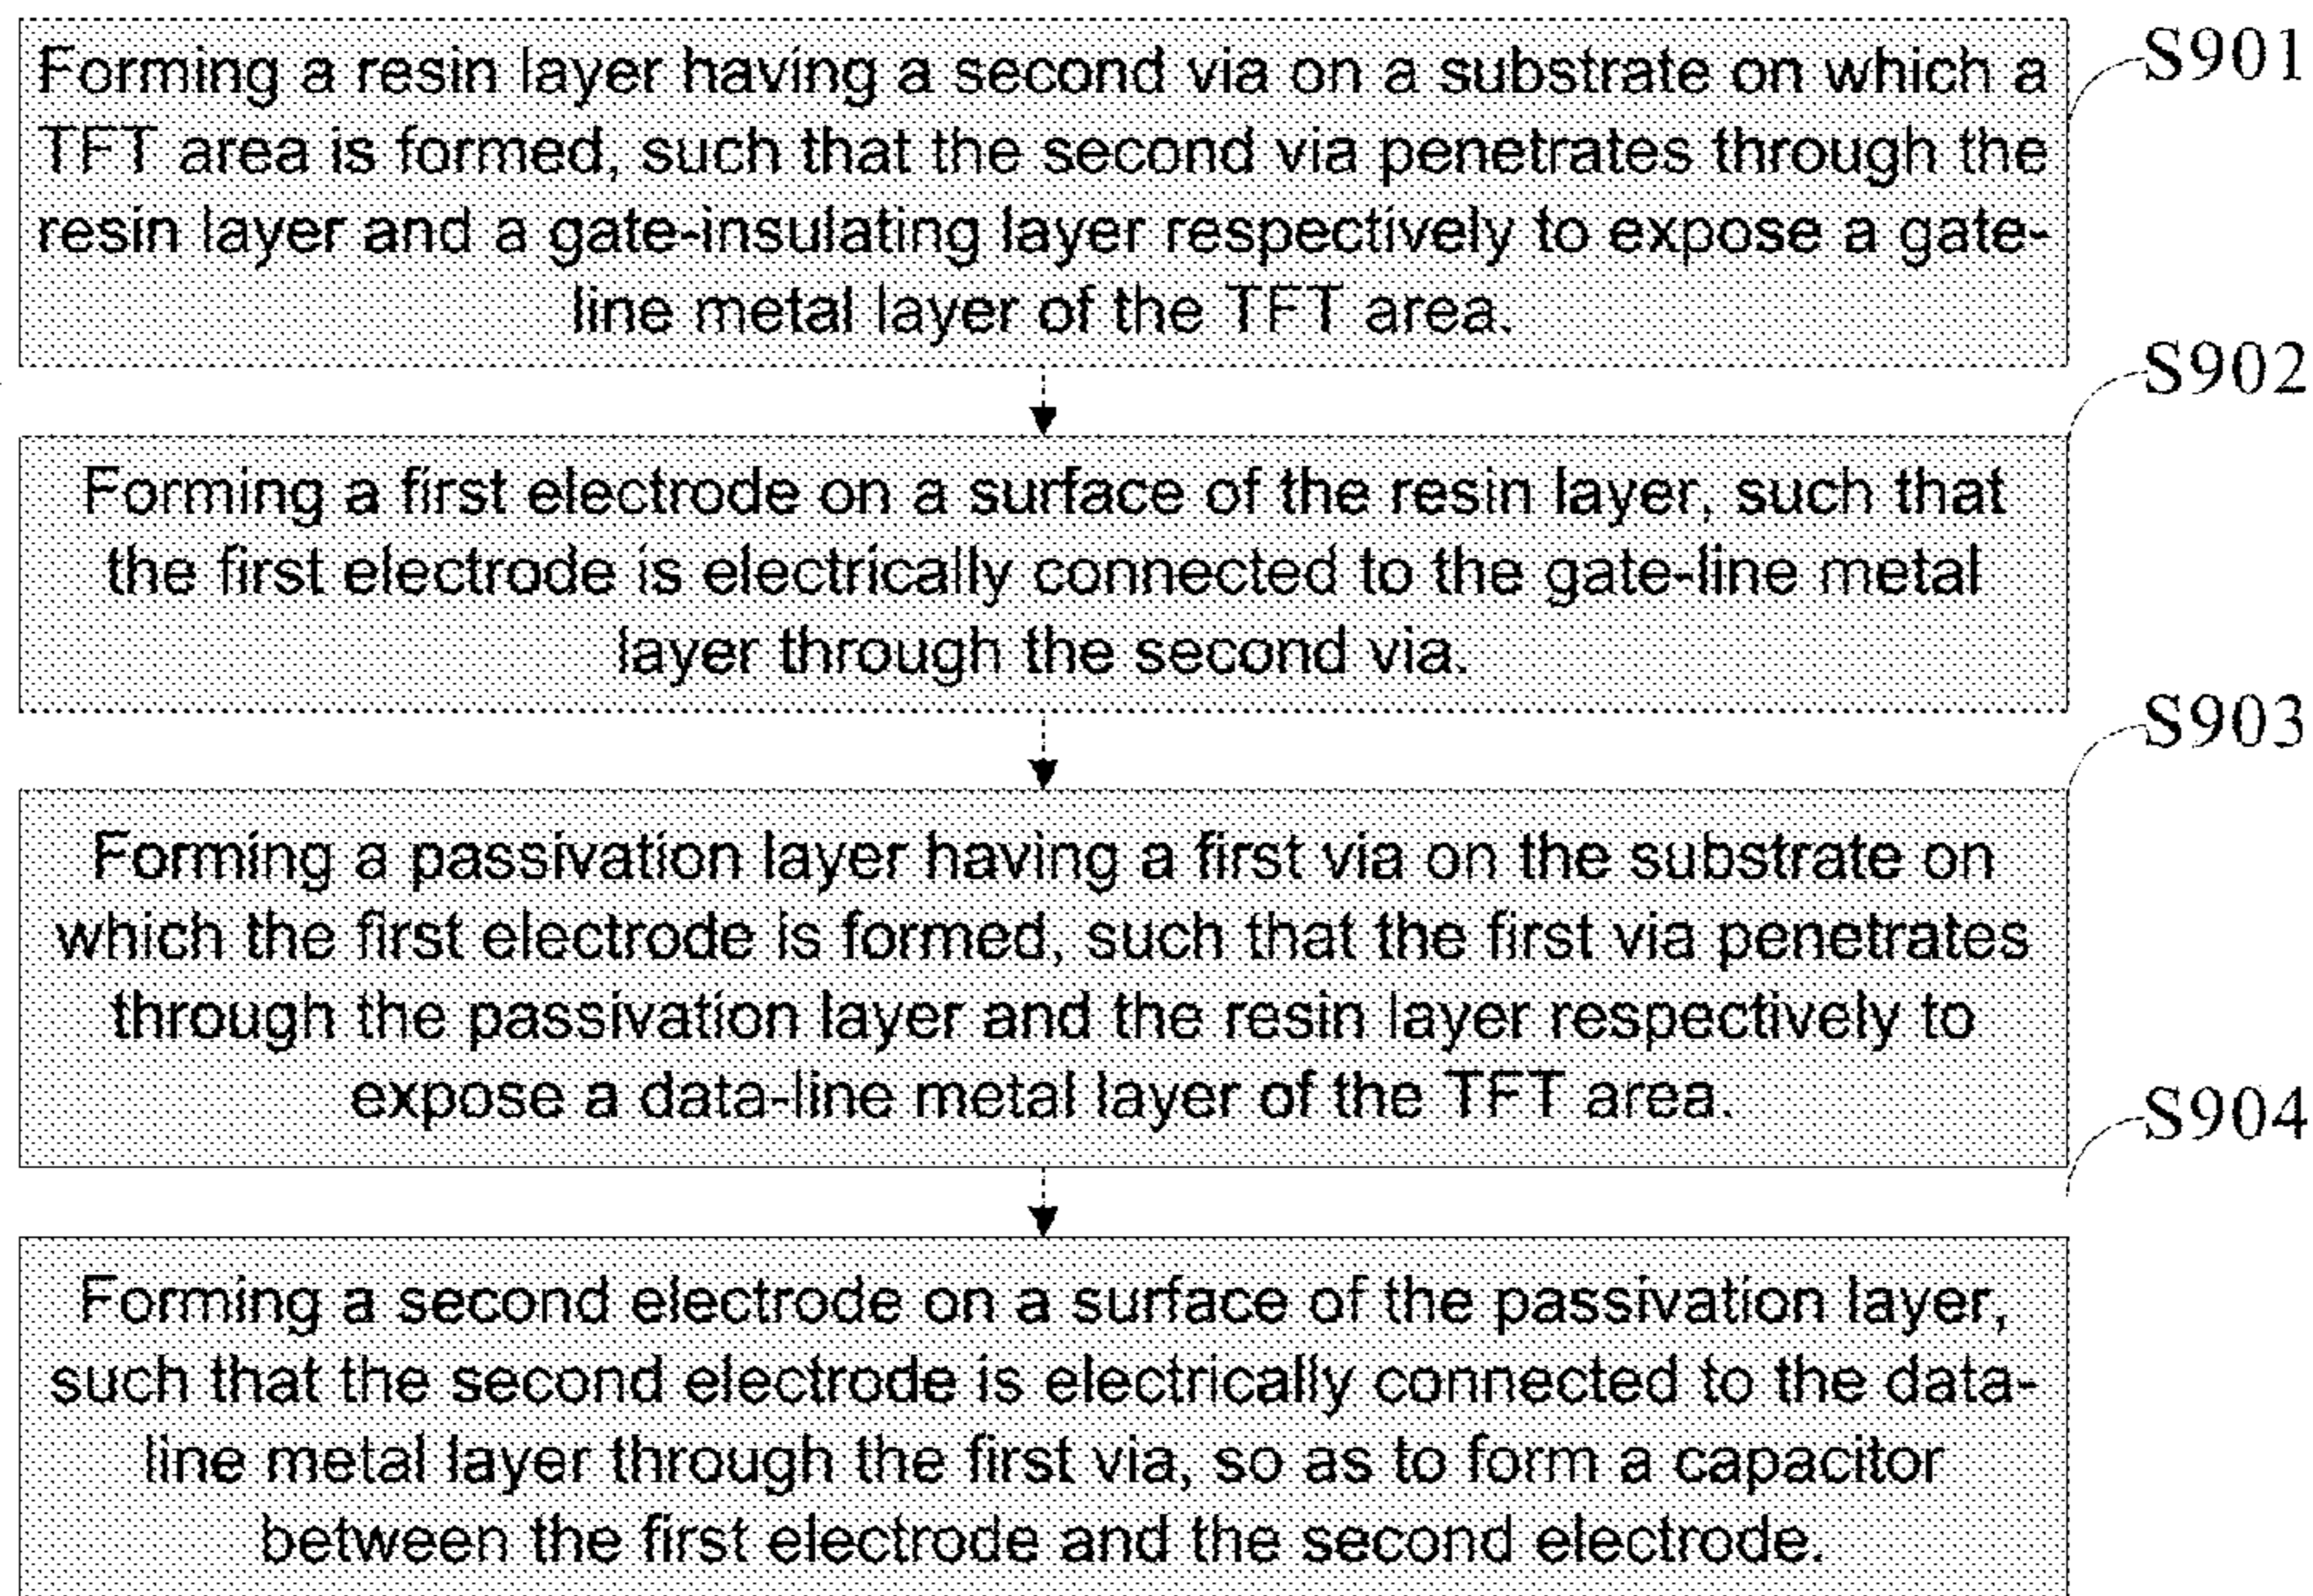 Forming a resin layer having a second via on a substrate on which a
TFT area is formed, such that the second via penetrates through the
resin layer and a gate-insulating layer respectively to expose a gate-
line metal layer of the TFT area.
S901
Forming a first electrode on a surface of the resin layer, such that
the first electrode is electrically connected to the gate-line metal
layer through the second via.
S902
Forming a passivation layer having a first via on the substrate on
which the first electrode is formed, such that the first via penetrates
through the passivation layer and the resin layer respectively to
expose a data-line metal layer of the TFT area.
S903
Forming a second electrode on a surface of the passivation layer,
such that the second electrode is electrically connected to the data-
line metal layer through the first via, so as to form a capacitor
between the first electrode and the second electrode.
S904